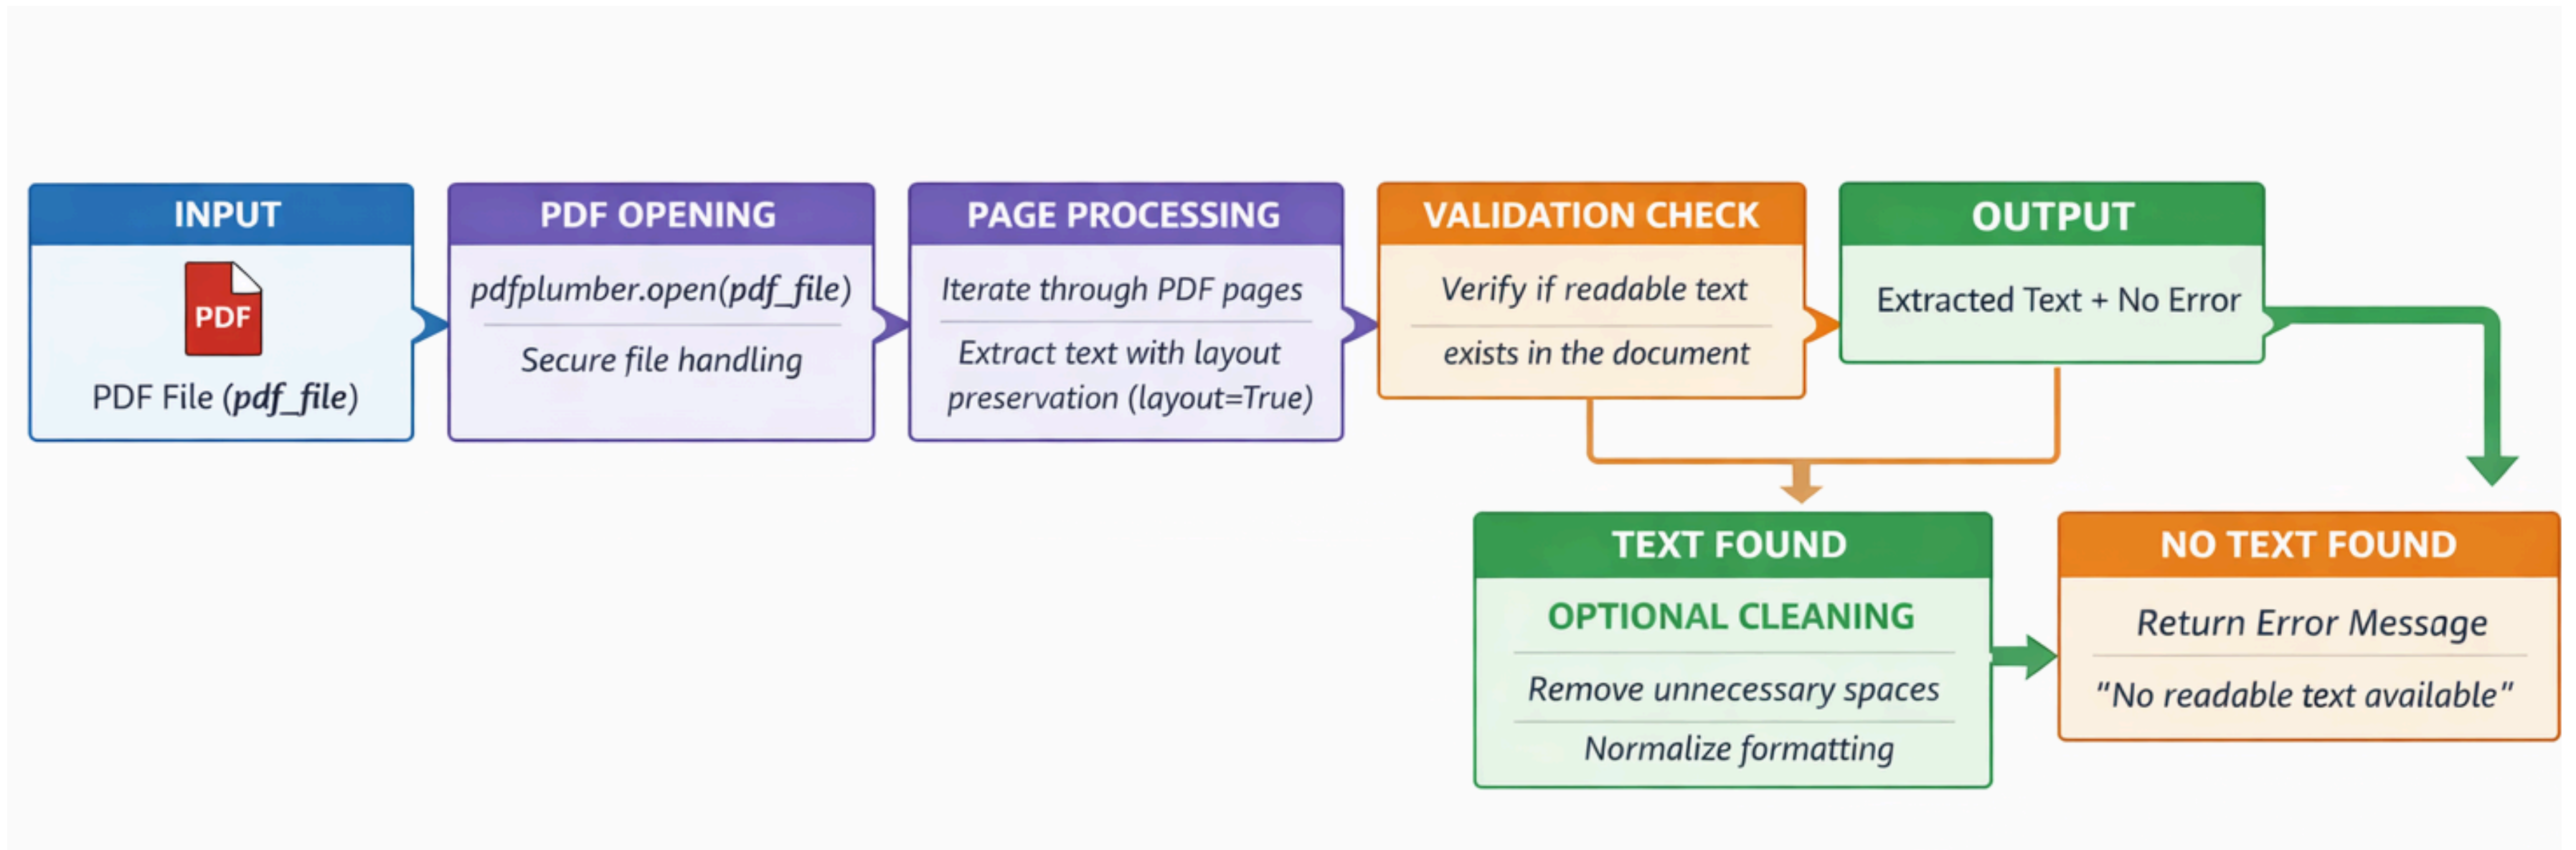 INPUT
PDF
PDF File (pdf_file)
PDF OPENING
pdfplumber.open(pdf_file)
Secure file handling
PAGE PROCESSING
Iterate through PDF pages
Extract text with layout
preservation (layout=True)
VALIDATION CHECK
Verify if readable text
exists in the document
OUTPUT
Extracted Text + No Error
TEXT FOUND
OPTIONAL CLEANING
Remove unnecessary spaces
Normalize formatting
NO TEXT FOUND
Return Error Message
"No readable text available"